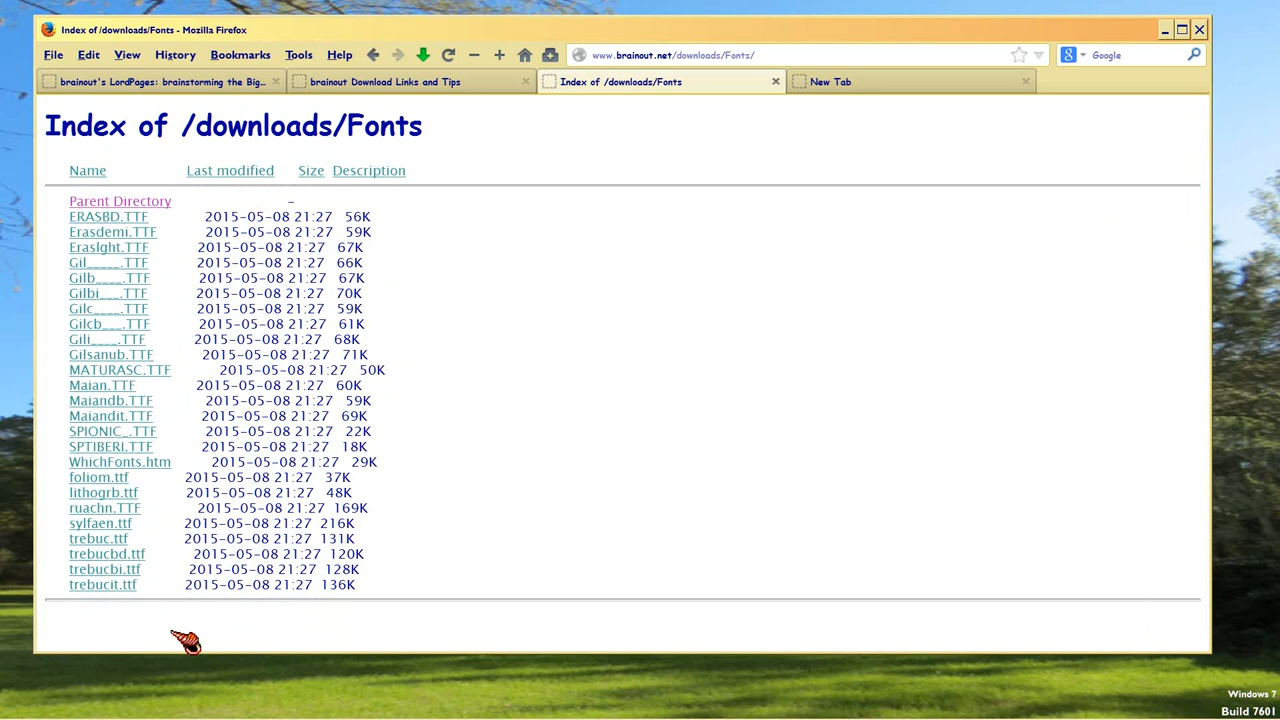 Index of /downloads/Fonts - Mozilla Firefox
File Edit View History Bookmarks Tools Help www.brainout.net/downloads/Fonts/ Google
brainout's LordPages: brainstorming the Big... brainout Download Links and Tips Index of /downloads/Fonts New Tab
Index of /downloads/Fonts
Name Last modified Size Description
Parent Directory -
ERASBD.TTF 2015-05-08 21:27 56K
Erasdemi.TTF 2015-05-08 21:27 59K
Eraslght.TTF 2015-05-08 21:27 67K
Gil_____.TTF 2015-05-08 21:27 66K
Gilb____.TTF 2015-05-08 21:27 67K
Gilbi___.TTF 2015-05-08 21:27 70K
Gilc____.TTF 2015-05-08 21:27 59K
Gilcb___.TTF 2015-05-08 21:27 61K
Gili____.TTF 2015-05-08 21:27 68K
Gilsanub.TTF 2015-05-08 21:27 71K
MATURASC.TTF 2015-05-08 21:27 50K
Maian.TTF 2015-05-08 21:27 60K
Maiandb.TTF 2015-05-08 21:27 59K
Maiandit.TTF 2015-05-08 21:27 69K
SPIONIC_.TTF 2015-05-08 21:27 22K
SPTIBERI.TTF 2015-05-08 21:27 18K
WhichFonts.htm 2015-05-08 21:27 29K
foliom.ttf 2015-05-08 21:27 37K
lithogrb.ttf 2015-05-08 21:27 48K
ruachn.TTF 2015-05-08 21:27 169K
sylfaen.ttf 2015-05-08 21:27 216K
trebuc.ttf 2015-05-08 21:27 131K
trebucbd.ttf 2015-05-08 21:27 120K
trebucbi.ttf 2015-05-08 21:27 128K
trebucit.ttf 2015-05-08 21:27 136K
Windows 7
Build 7601